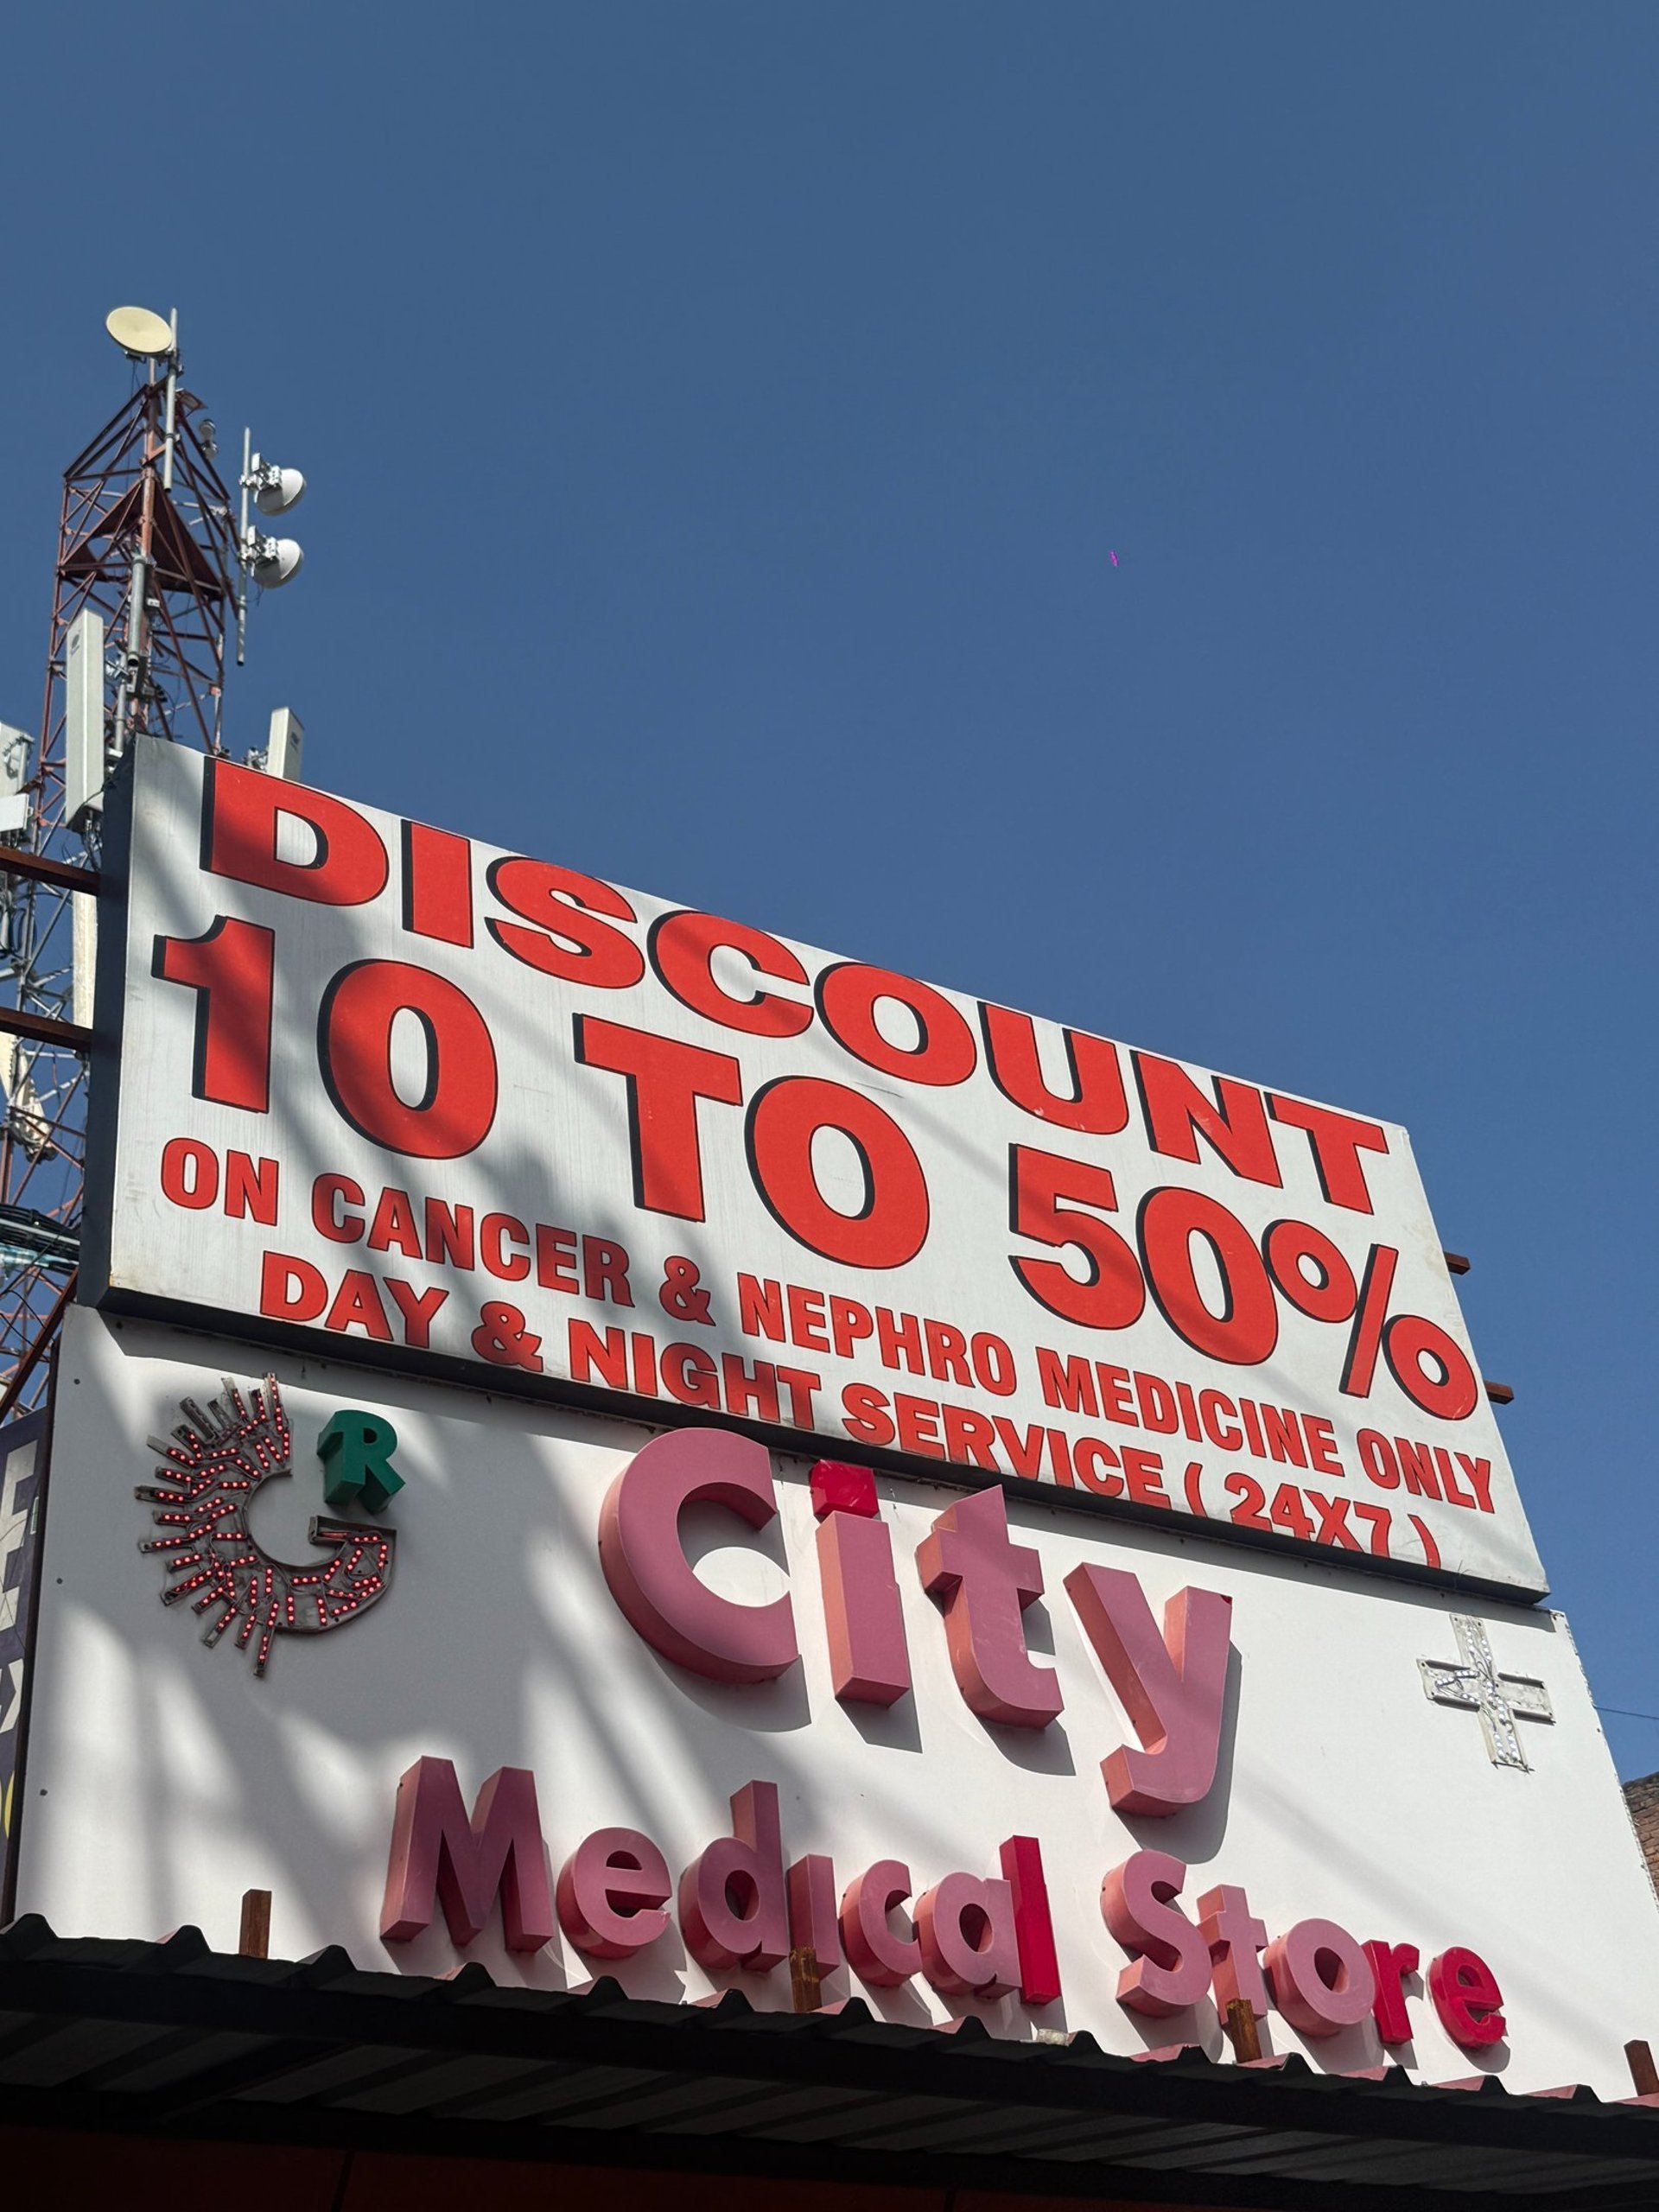 DISCOUNT
10 TO 50%
ON CANCER & NEPHRO MEDICINE ONLY
DAY & NIGHT SERVICE ( 24X7 )
G R
City
Medical Store